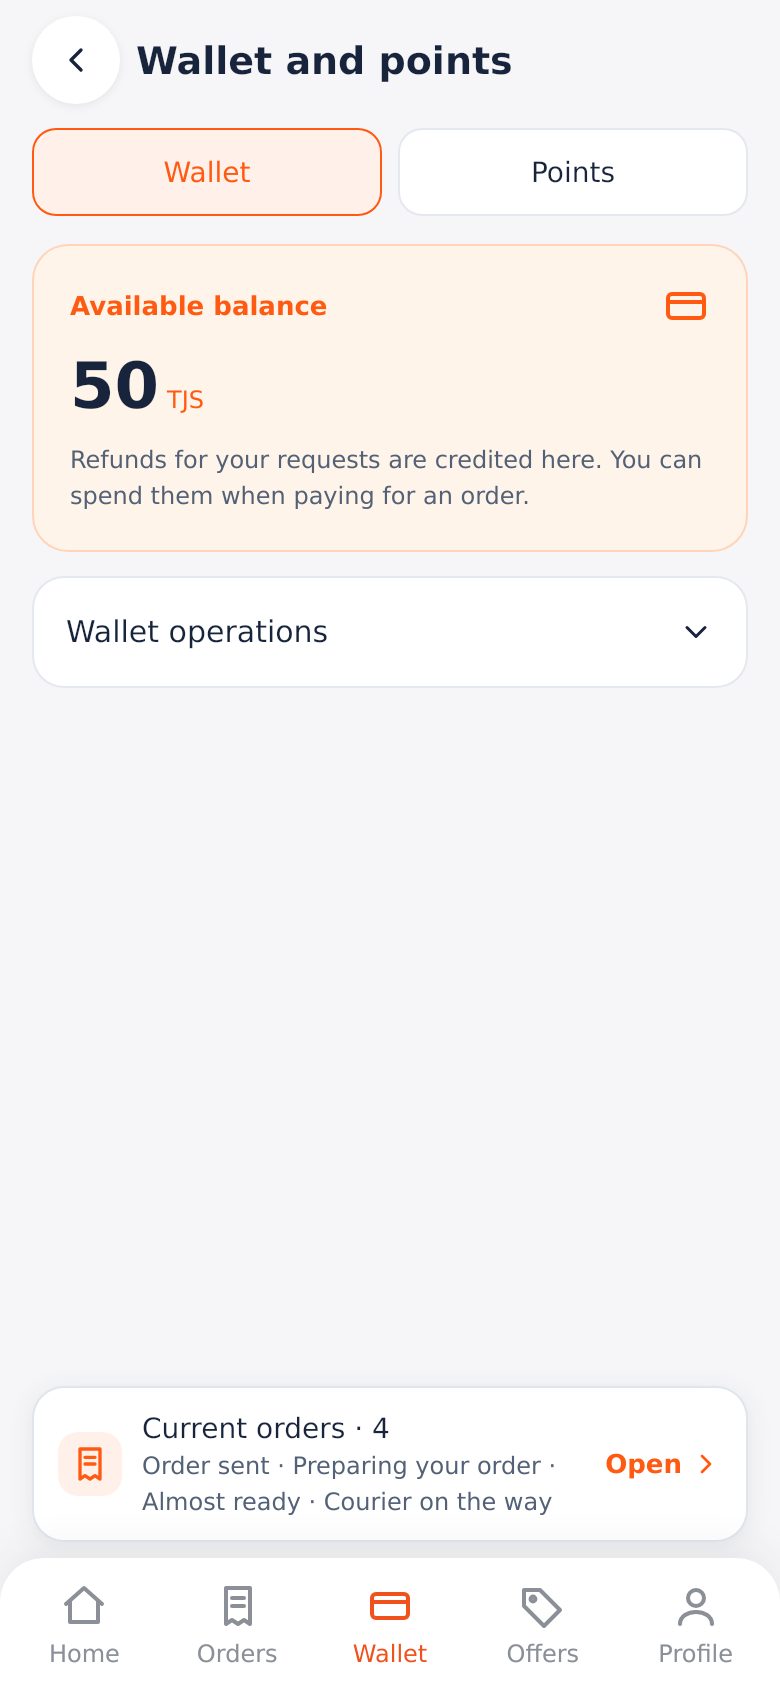 Wallet and points
Wallet
Points
Available balance
50 TJS
Refunds for your requests are credited here. You can
spend them when paying for an order.
Wallet operations
Current orders · 4
Order sent · Preparing your order ·
Almost ready · Courier on the way
Open
Home
Orders
Wallet
Offers
Profile